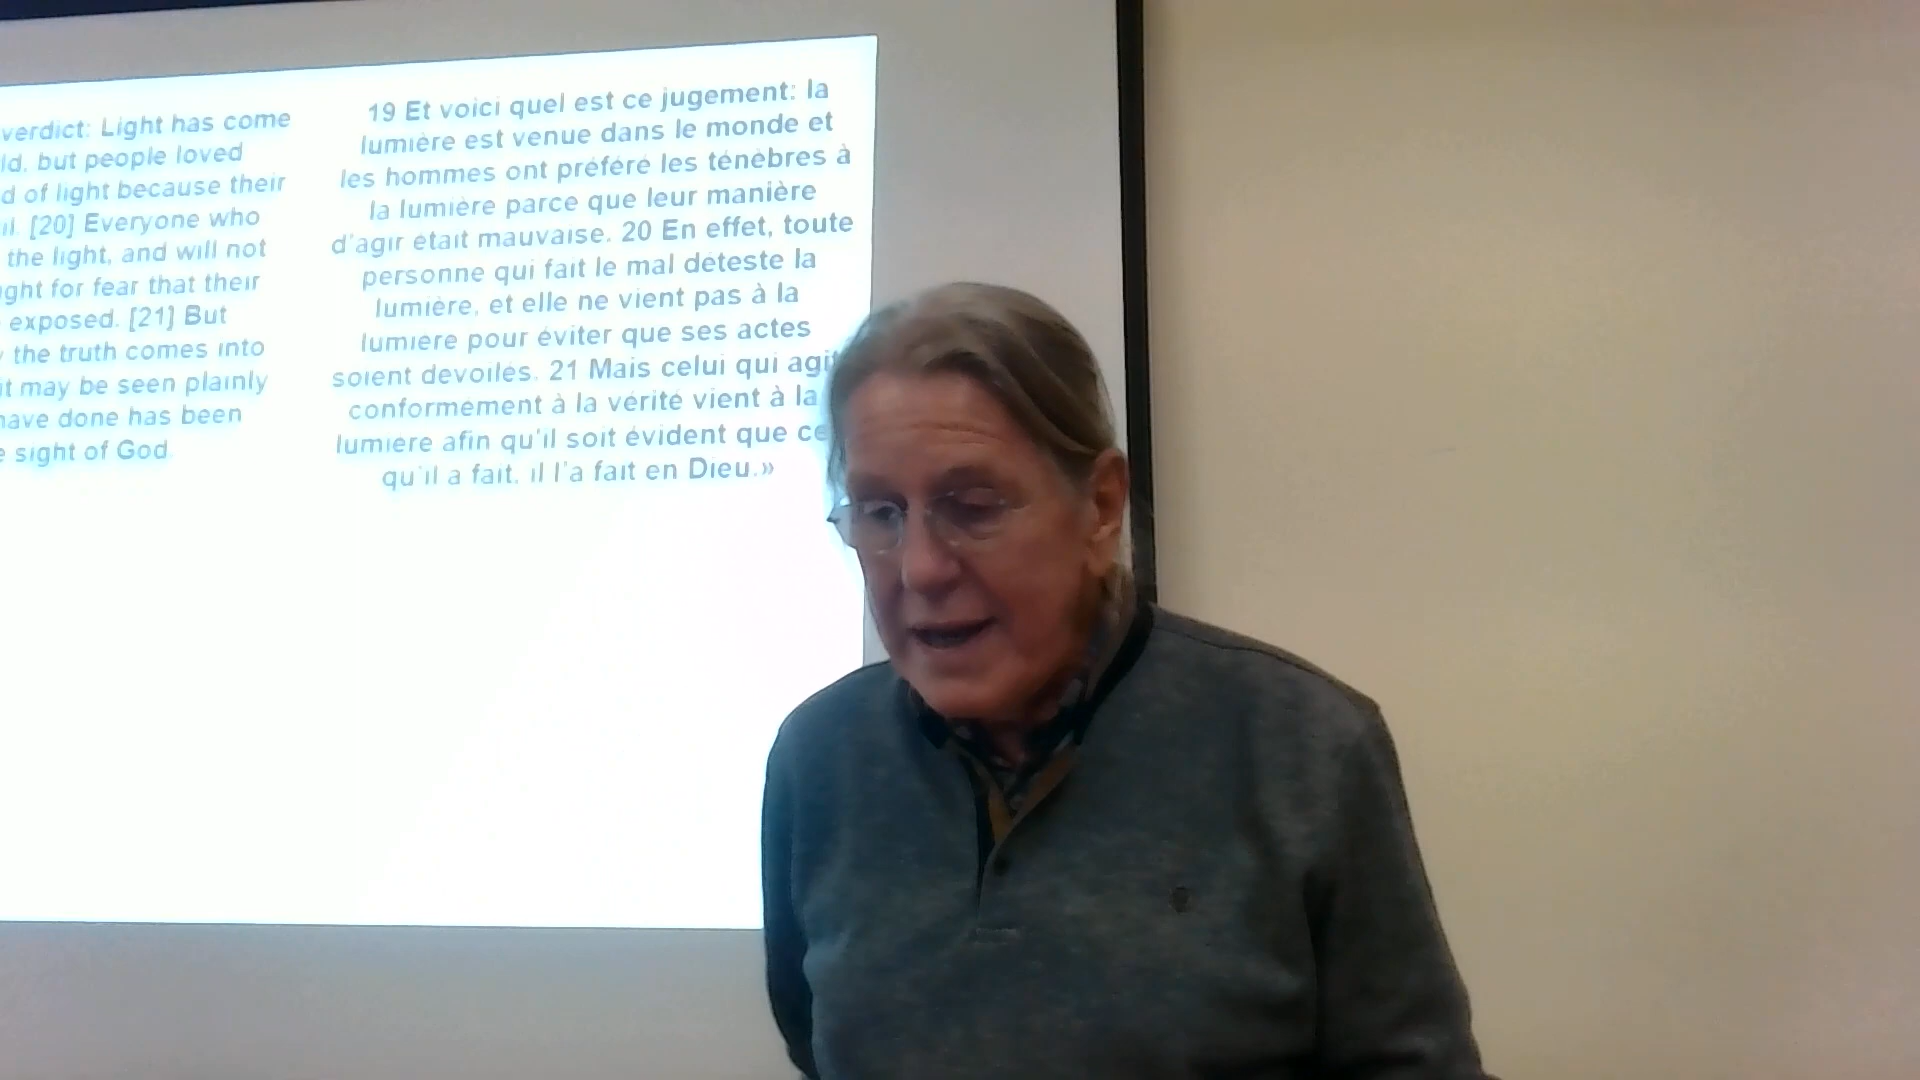 verdict: Light has come
but people loved
of light because their
[20] Everyone who
the light, and will not
for fear that their
exposed. [21] But
the truth comes into
it may be seen plainly
have done has been
sight of God
19 Et voici quel est ce jugement: la
lumière est venue dans le monde et
les hommes ont préféré les ténèbres à
la lumière parce que leur manière
d'agir était mauvaise. 20 En effet, toute
personne qui fait le mal déteste la
lumière, et elle ne vient pas à la
lumière pour éviter que ses actes
soient dévoilés. 21 Mais celui qui agit
conformément à la vérité vient à la
lumière afin qu'il soit évident que ce
qu'il a fait, il l'a fait en Dieu.»